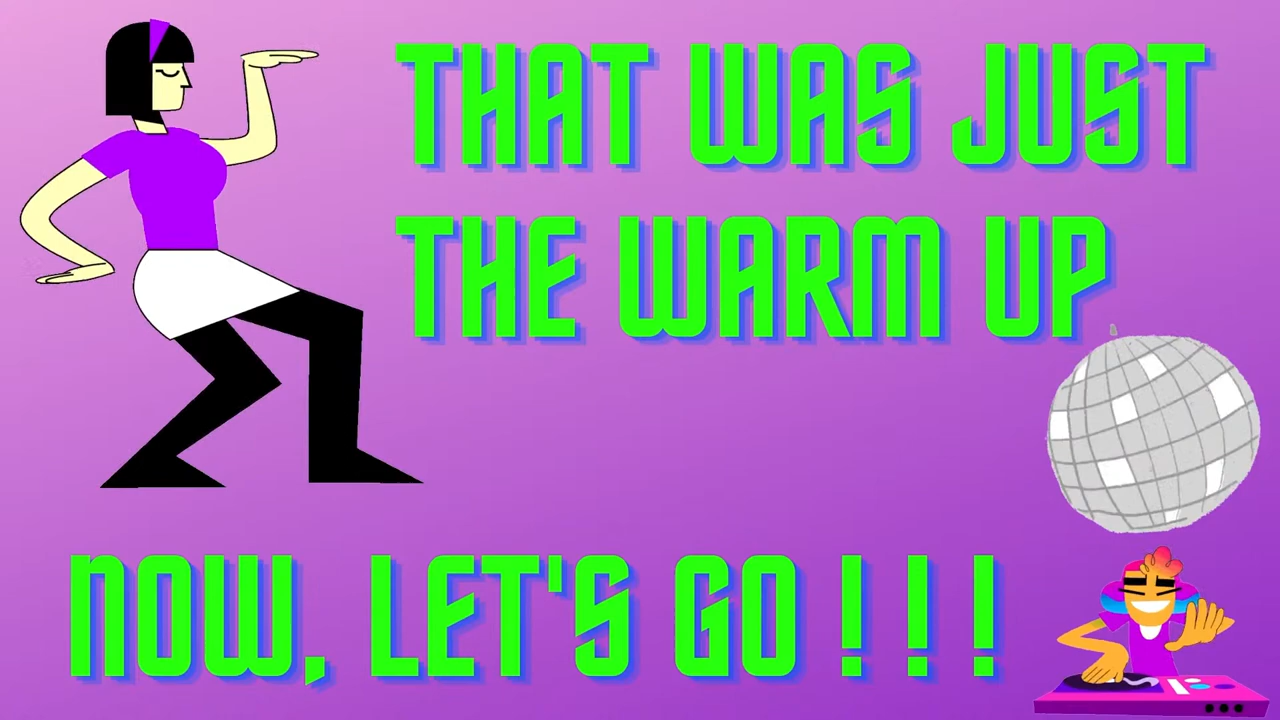 THAT WAS JUST
THE WARM UP
NOW, LET'S GO ! ! !